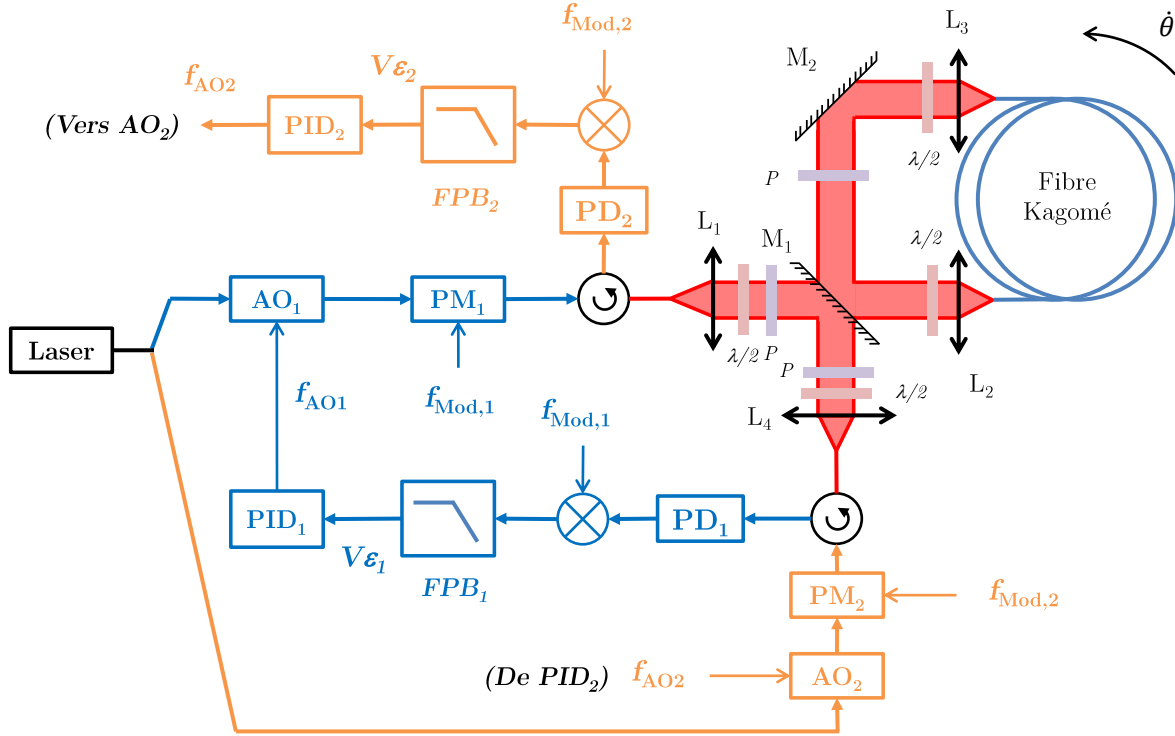 f_Mod,2
L₃
θ̇
M₂
Vε₂
f_AO2
(Vers AO₂)
PID₂
λ/2
P
FPB₂
PD₂
Fibre
Kagomé
L₁
M₁
λ/2
AO₁
PM₁
Laser
λ/2
P
P
λ/2
L₂
f_AO1
f_Mod,1
f_Mod,1
L₄
PID₁
PD₁
Vε₁
FPB₁
PM₂
f_Mod,2
(De PID₂)
f_AO2
AO₂